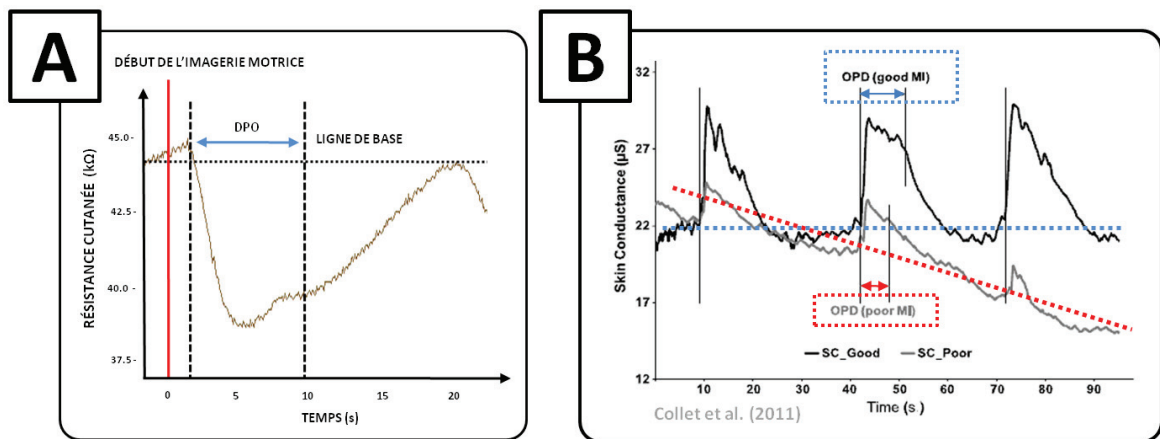 A
DÉBUT DE L'IMAGERIE MOTRICE
DPO
LIGNE DE BASE
RÉSISTANCE CUTANÉE (kΩ)
45.0-
42.5-
40.0-
37.5-
0
5
10
15
20
TEMPS (s)
B
OPD (good MI)
Skin Conductance (µS)
32
27
22
17
12
OPD (poor MI)
SC_Good
SC_Poor
10
20
30
40
50
60
70
80
90
Time (s)
Collet et al. (2011)